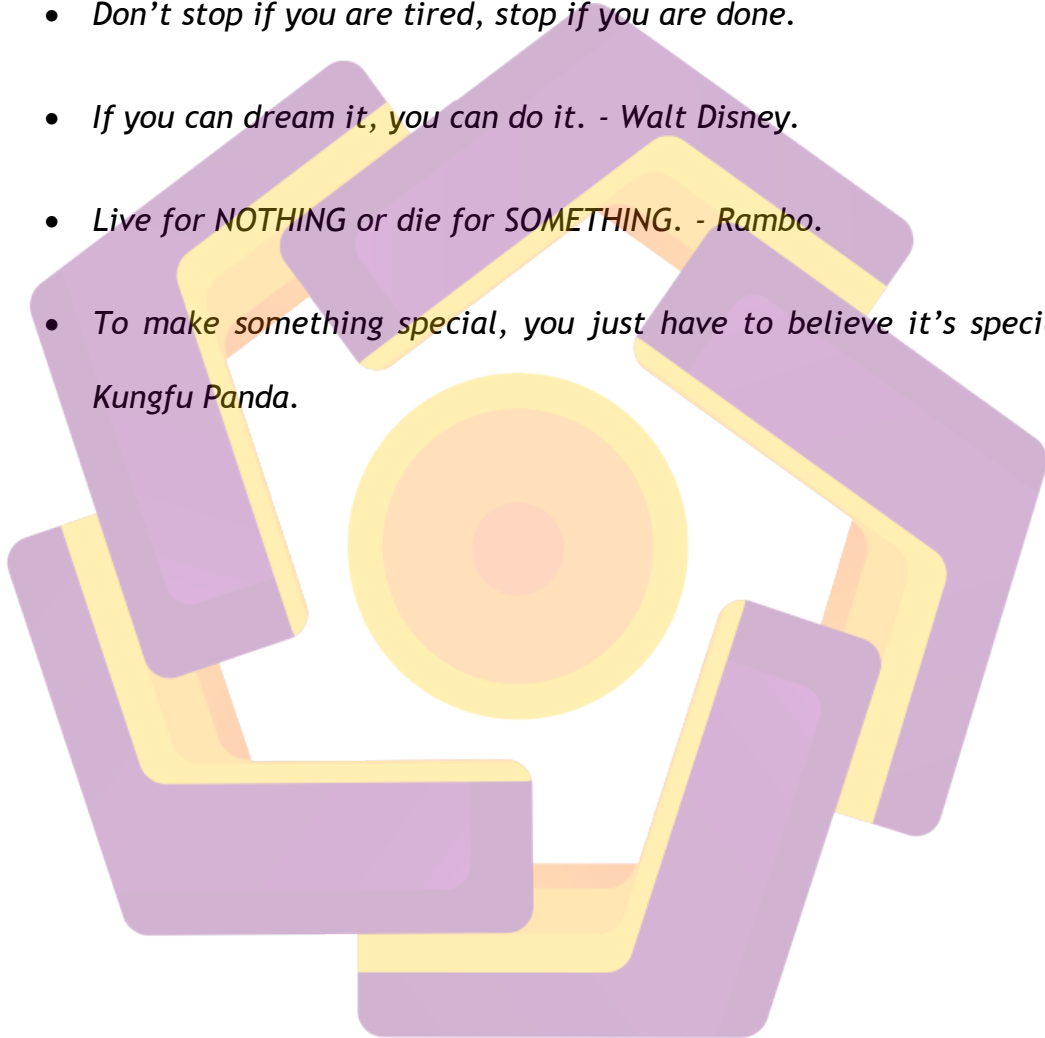 • Don’t stop if you are tired, stop if you are done.
• If you can dream it, you can do it. - Walt Disney.
• Live for NOTHING or die for SOMETHING. - Rambo.
• To make something special, you just have to believe it’s speci
Kungfu Panda.